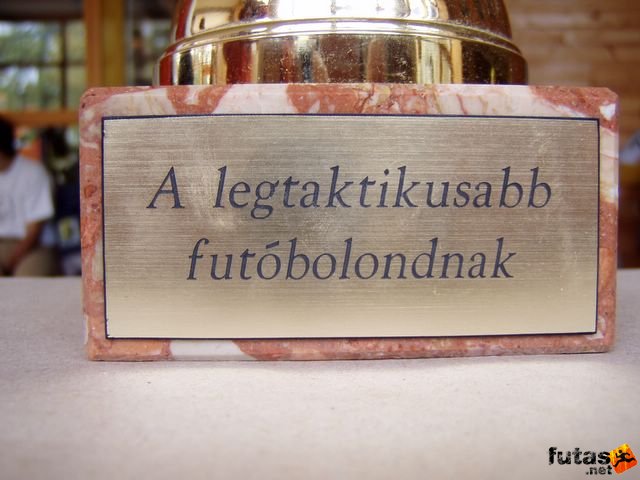 A legtaktikusabb
futóbolondnak
futas
.net